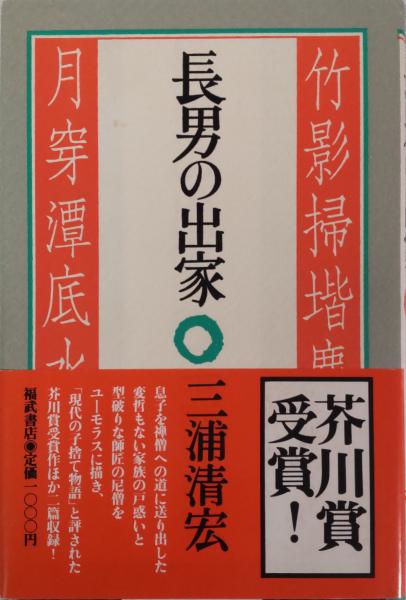 竹影掃堦塵
長男の出家
月穿潭底水
芥川賞
受賞！
三浦清宏
息子を禅僧への道に送り出した
変哲もない家族の戸惑いと
型破りな師匠の尼僧を
ユーモラスに描き、
「現代の子捨て物語」と評された
芥川賞受賞作ほか一篇収録！
福武書店◉定価一〇〇〇円